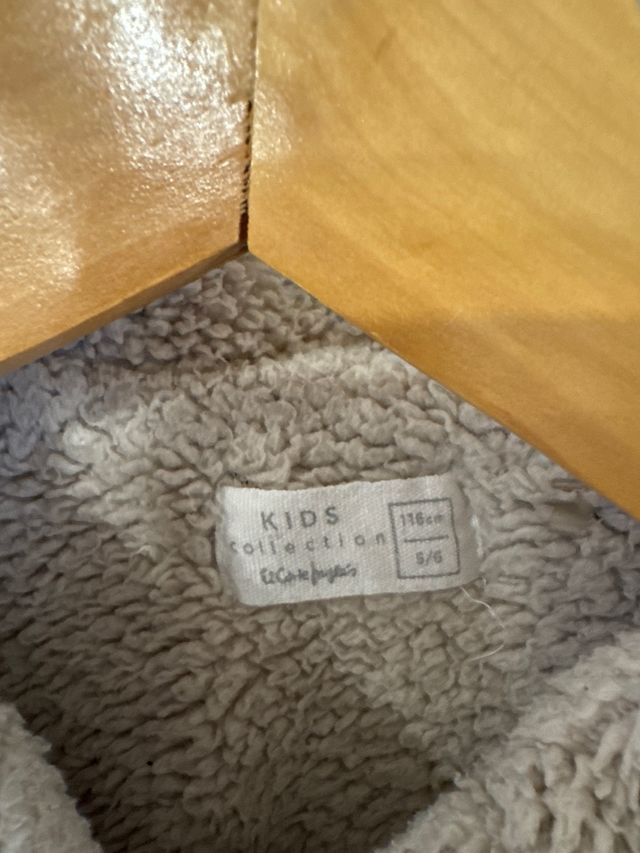 KIDS
collection
El Corte Inglés
116cm
5/6